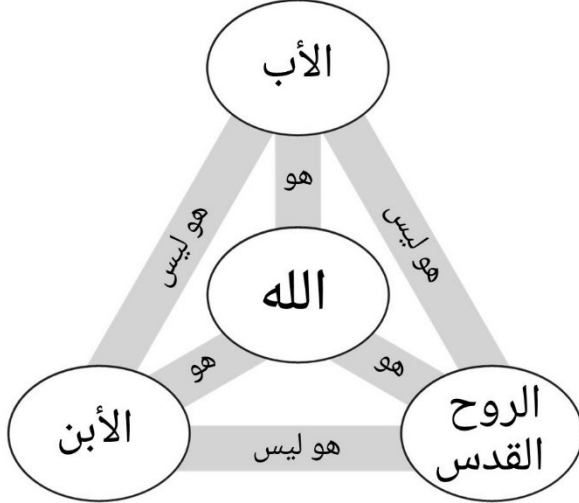 الأب
هو
هو ليس
هو ليس
الله
هو
هو
الروح
القدس
الأبن
هو ليس